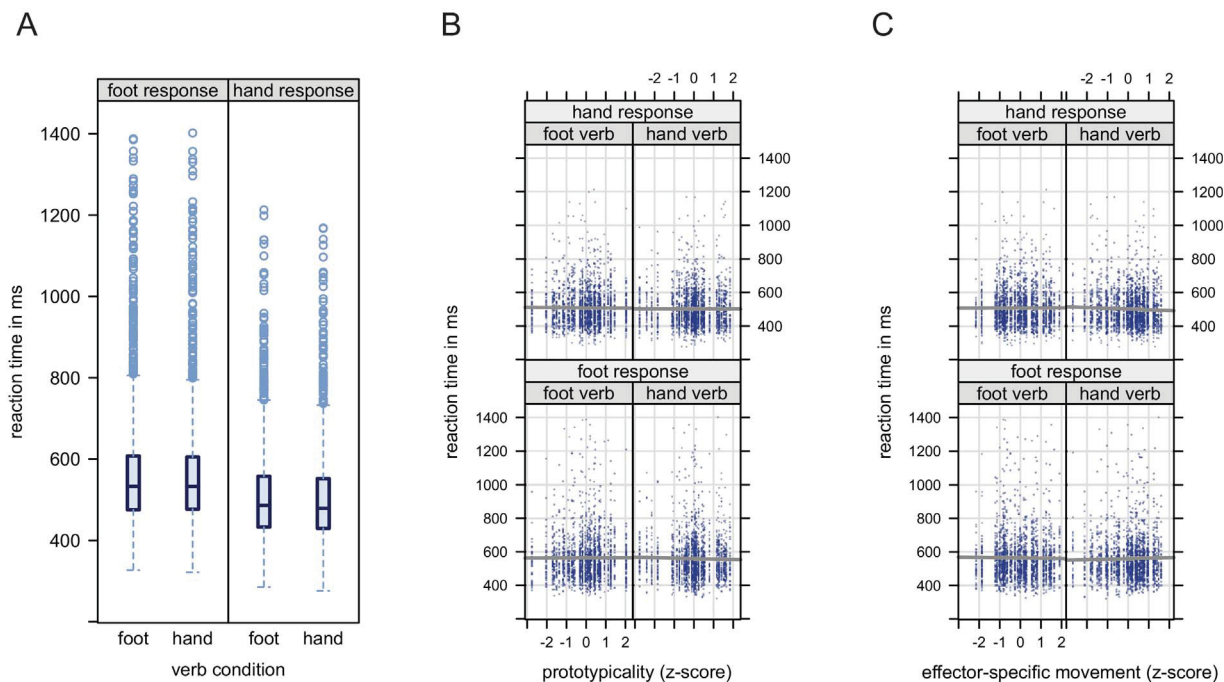 A
foot response hand response
1400
1200
1000
800
600
400
reaction time in ms
foot hand foot hand
verb condition
B
-2 -1 0 1 2
hand response
foot verb hand verb
1400
1200
1000
800
600
400
foot response
foot verb hand verb
1400
1200
1000
800
600
400
reaction time in ms
-2 -1 0 1 2
prototypicality (z-score)
C
-2 -1 0 1 2
hand response
foot verb hand verb
1400
1200
1000
800
600
400
foot response
foot verb hand verb
1400
1200
1000
800
600
400
reaction time in ms
-2 -1 0 1 2
effector-specific movement (z-score)